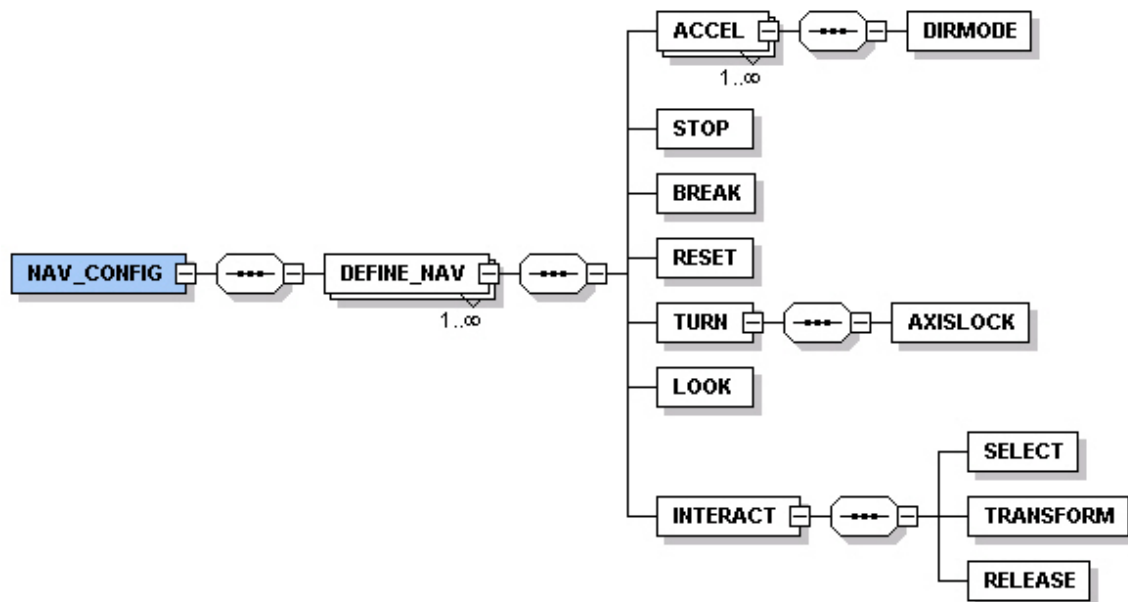 ACCEL
DIRMODE
1..∞
STOP
BREAK
RESET
NAV_CONFIG
DEFINE_NAV
1..∞
TURN
AXISLOCK
LOOK
SELECT
INTERACT
TRANSFORM
RELEASE